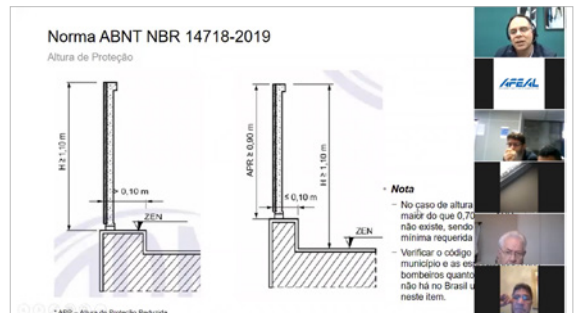 Norma ABNT NBR 14718-2019
Altura de Proteção
AFEAL
H ≥ 1,10 m
> 0,10 m
ZEN
APR ≥ 0,90 m
H ≥ 1,10 m
≤ 0,10 m
ZEN
Nota
No caso de altura
maior do que 0,70
não existe, sendo
mínima requerida
Verificar o código
município e as es
bombeiros quanto
não há no Brasil u
neste item.
* APR – Altura de Proteção Reduzida